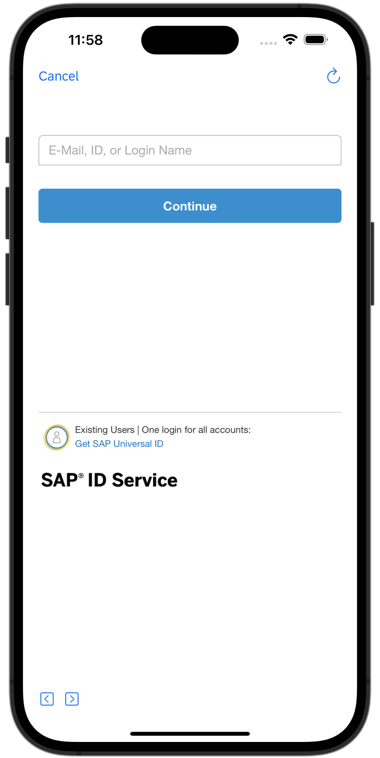 11:58
Cancel
E-Mail, ID, or Login Name
Continue
Existing Users | One login for all accounts:
Get SAP Universal ID
SAP® ID Service